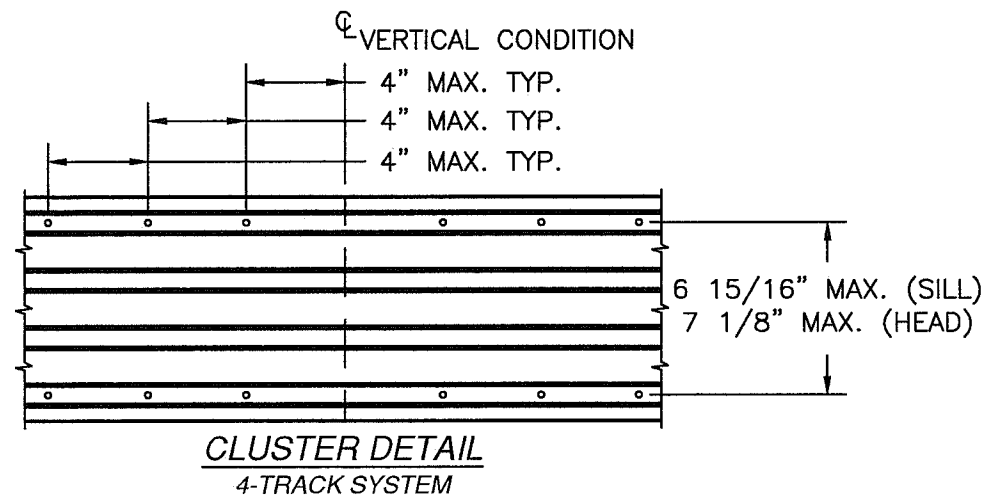 ℄ VERTICAL CONDITION
4" MAX. TYP.
4" MAX. TYP.
4" MAX. TYP.
6 15/16" MAX. (SILL)
7 1/8" MAX. (HEAD)
CLUSTER DETAIL
4-TRACK SYSTEM